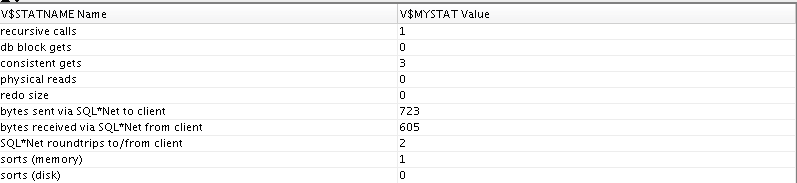 V$STATNAME Name V$MYSTAT Value
recursive calls 1
db block gets 0
consistent gets 3
physical reads 0
redo size 0
bytes sent via SQL*Net to client 723
bytes received via SQL*Net from client 605
SQL*Net roundtrips to/from client 2
sorts (memory) 1
sorts (disk) 0